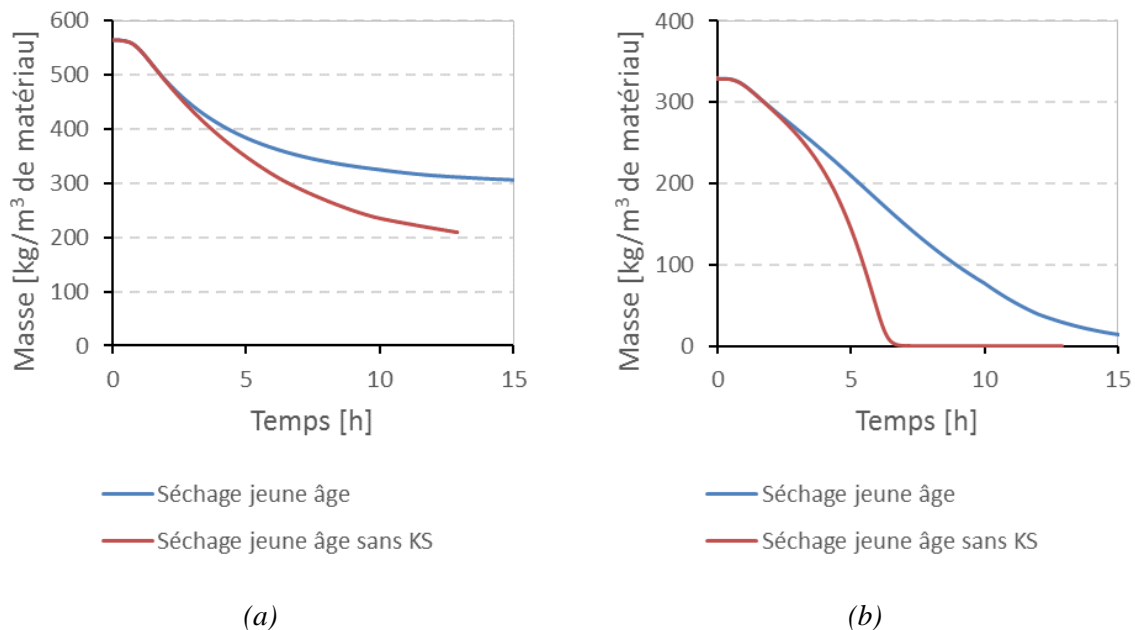 600
500
400
300
200
100
0
0 5 10 15
Masse [kg/m³ de matériau]
Temps [h]
Séchage jeune âge
Séchage jeune âge sans KS
(a)
400
300
200
100
0
0 5 10 15
Masse [kg/m³ de matériau]
Temps [h]
Séchage jeune âge
Séchage jeune âge sans KS
(b)